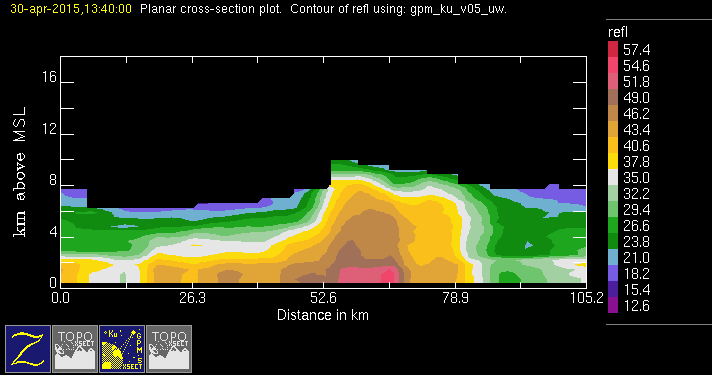 30-apr-2015,13:40:00 Planar cross-section plot. Contour of refl using: gpm_ku_v05_uw.
refl
57.4
54.6
51.8
49.0
46.2
43.4
40.6
37.8
35.0
32.2
29.4
26.6
23.8
21.0
18.2
15.4
12.6
km above MSL
16
12
8
4
0
0.0 26.3 52.6 78.9 105.2
Distance in km
Z
TOPO XSECT
"Ku" GPM'S XSECT
TOPO XSECT